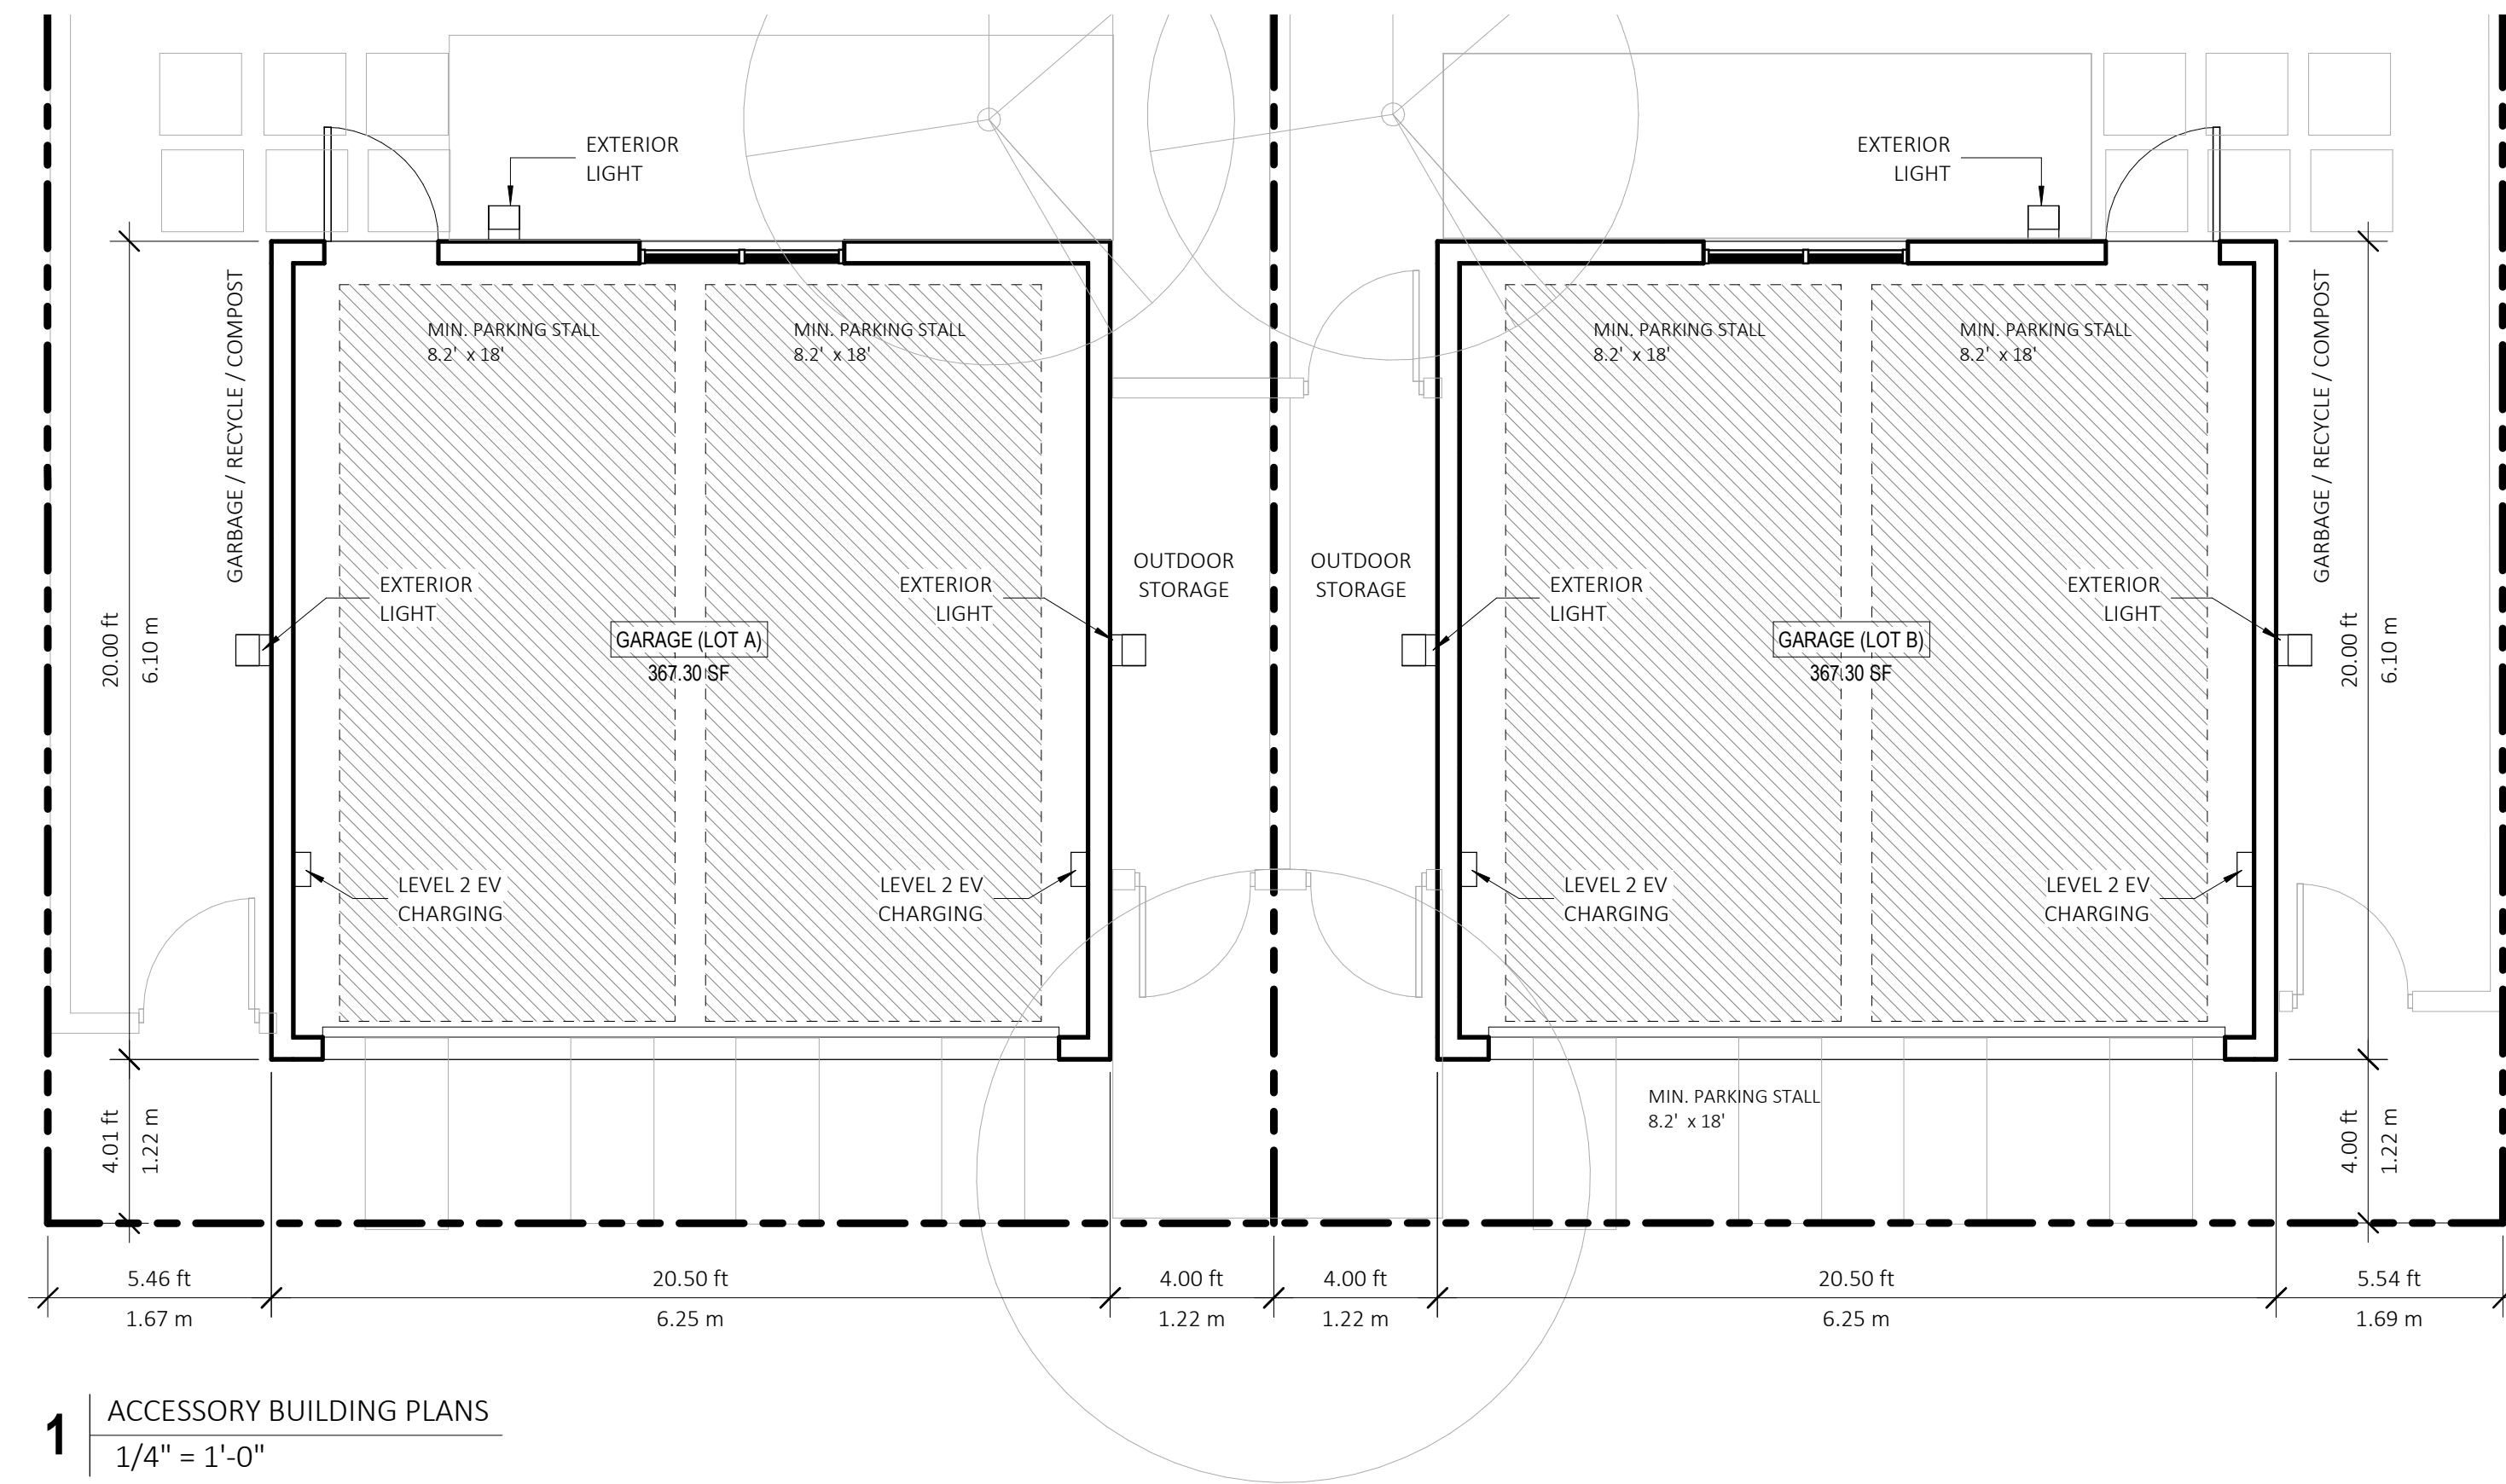 EXTERIOR
LIGHT
EXTERIOR
LIGHT
GARBAGE / RECYCLE / COMPOST
MIN. PARKING STALL
8.2' x 18'
MIN. PARKING STALL
8.2' x 18'
MIN. PARKING STALL
8.2' x 18'
MIN. PARKING STALL
8.2' x 18'
GARBAGE / RECYCLE / COMPOST
20.00 ft
6.10 m
EXTERIOR
LIGHT
EXTERIOR
LIGHT
OUTDOOR
STORAGE
OUTDOOR
STORAGE
EXTERIOR
LIGHT
EXTERIOR
LIGHT
GARAGE (LOT A)
367.30 SF
GARAGE (LOT B)
367.30 SF
20.00 ft
6.10 m
LEVEL 2 EV
CHARGING
LEVEL 2 EV
CHARGING
LEVEL 2 EV
CHARGING
LEVEL 2 EV
CHARGING
4.01 ft
1.22 m
MIN. PARKING STALL
8.2' x 18'
4.00 ft
1.22 m
5.46 ft
20.50 ft
4.00 ft
4.00 ft
20.50 ft
5.54 ft
1.67 m
6.25 m
1.22 m
1.22 m
6.25 m
1.69 m
1
ACCESSORY BUILDING PLANS
1/4" = 1'-0"